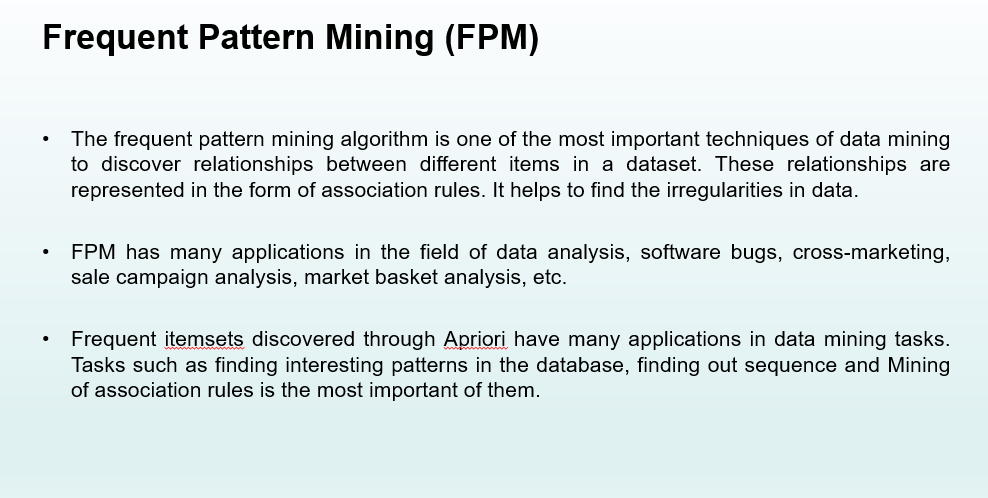 Frequent Pattern Mining (FPM)
• The frequent pattern mining algorithm is one of the most important techniques of data mining
to discover relationships between different items in a dataset. These relationships are
represented in the form of association rules. It helps to find the irregularities in data.
• FPM has many applications in the field of data analysis, software bugs, cross-marketing,
sale campaign analysis, market basket analysis, etc.
• Frequent itemsets discovered through Apriori have many applications in data mining tasks.
Tasks such as finding interesting patterns in the database, finding out sequence and Mining
of association rules is the most important of them.